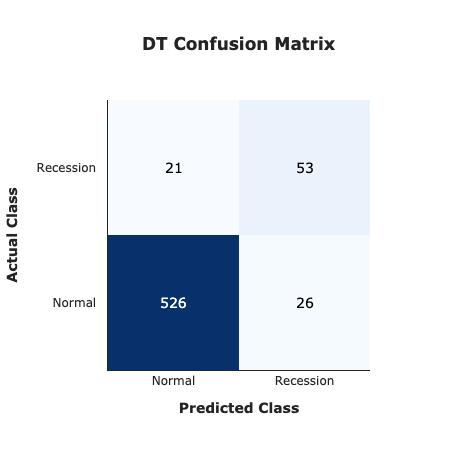 DT Confusion Matrix
Actual Class
Recession
21
53
Normal
526
26
Normal
Recession
Predicted Class